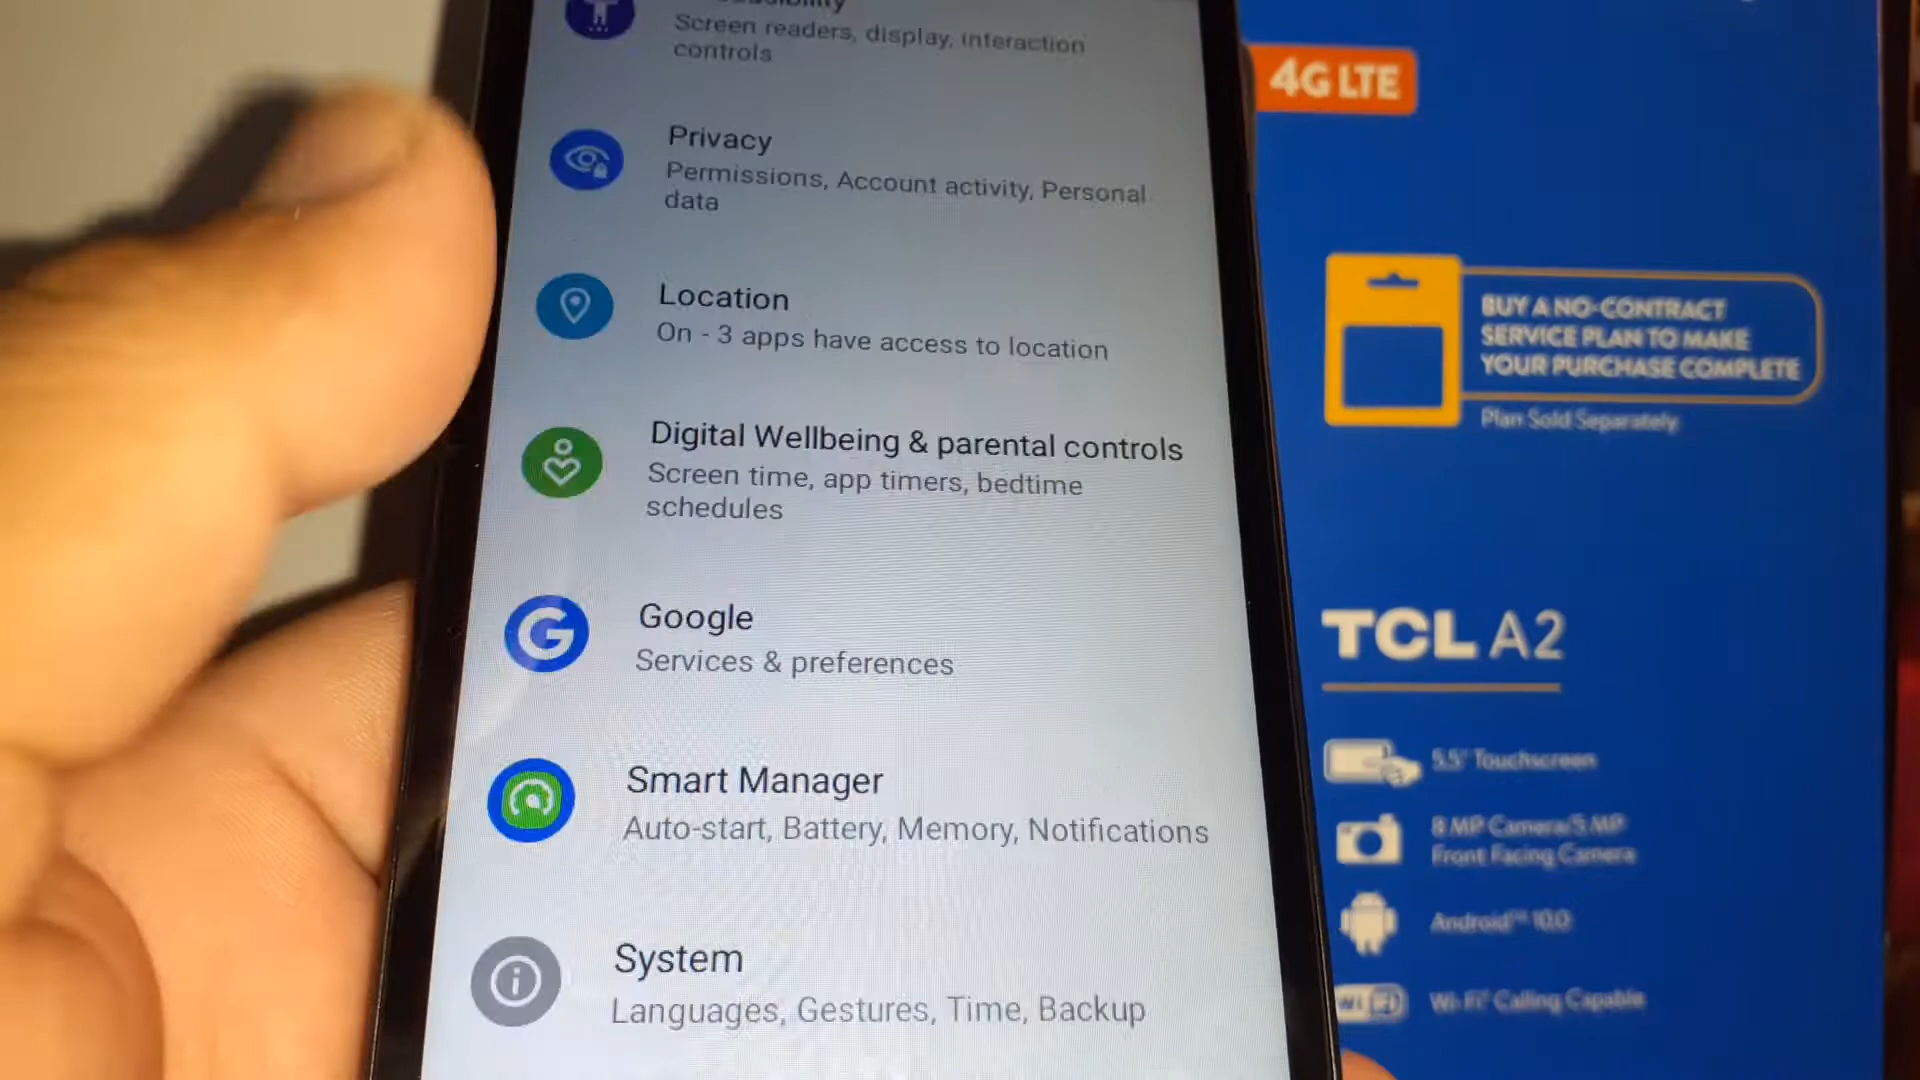 Screen readers, display, interaction
controls
Privacy
Permissions, Account activity, Personal
data
Location
On - 3 apps have access to location
Digital Wellbeing & parental controls
Screen time, app timers, bedtime
schedules
Google
Services & preferences
Smart Manager
Auto-start, Battery, Memory, Notifications
System
Languages, Gestures, Time, Backup
4G LTE
BUY A NO-CONTRACT
SERVICE PLAN TO MAKE
YOUR PURCHASE COMPLETE
Plan Sold Separately
TCL A2
5.5" Touchscreen
8 MP Camera/5 MP
Front Facing Camera
Android™ 10.0
Wi-Fi® Calling Capable